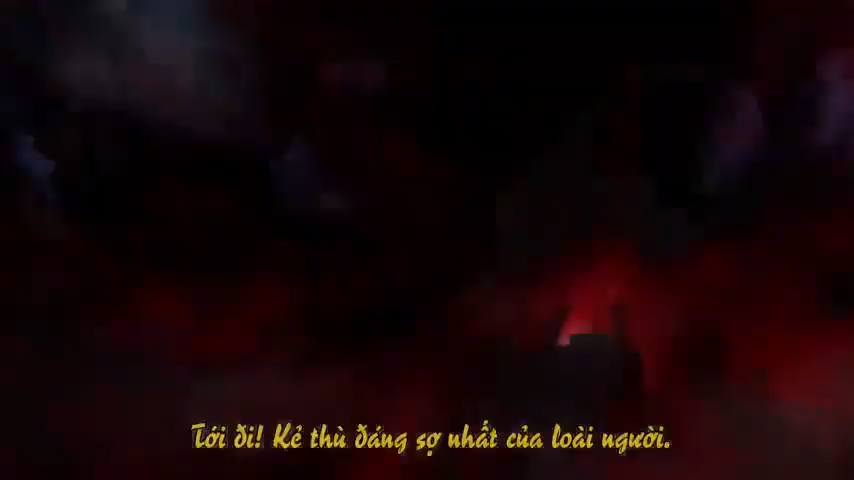 Tới đi! Kẻ thù đáng sợ nhất của loài người.